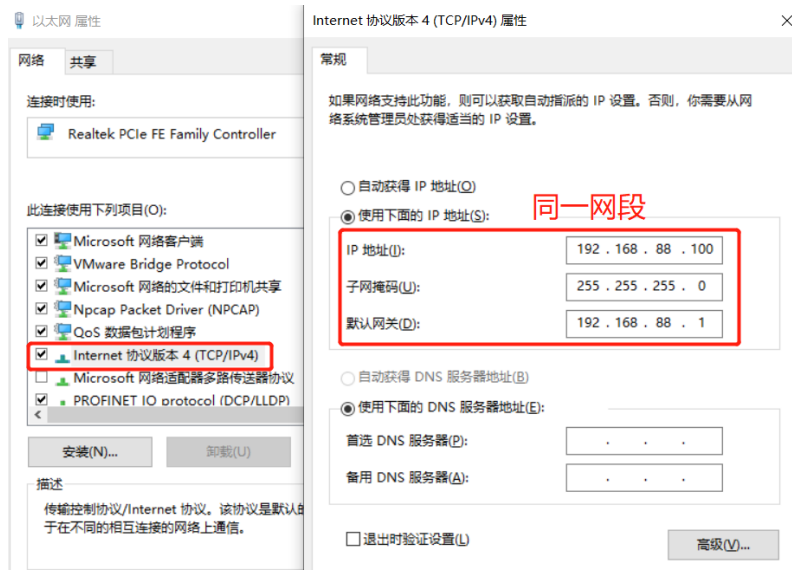 以太网 属性
网络
共享
连接时使用:
Realtek PCIe FE Family Controller
此连接使用下列项目(O):
Microsoft 网络客户端
VMware Bridge Protocol
Microsoft 网络的文件和打印机共享
Npcap Packet Driver (NPCAP)
QoS 数据包计划程序
Internet 协议版本 4 (TCP/IPv4)
Microsoft 网络适配器多路传送器协议
PROFINET IO protocol (DCP/LLDP)
安装(N)...
卸载(U)
描述
传输控制协议/Internet 协议。该协议是默认的
于在不同的相互连接的网络上通信。
Internet 协议版本 4 (TCP/IPv4) 属性
常规
如果网络支持此功能，则可以获取自动指派的 IP 设置。否则，你需要从网
络系统管理员处获得适当的 IP 设置。
自动获得 IP 地址(O)
同一网段
使用下面的 IP 地址(S):
IP 地址(I):
192 . 168 . 88 . 100
子网掩码(U):
255 . 255 . 255 . 0
默认网关(D):
192 . 168 . 88 . 1
自动获得 DNS 服务器地址(B)
使用下面的 DNS 服务器地址(E):
首选 DNS 服务器(P):
. . .
备用 DNS 服务器(A):
. . .
退出时验证设置(L)
高级(V)...